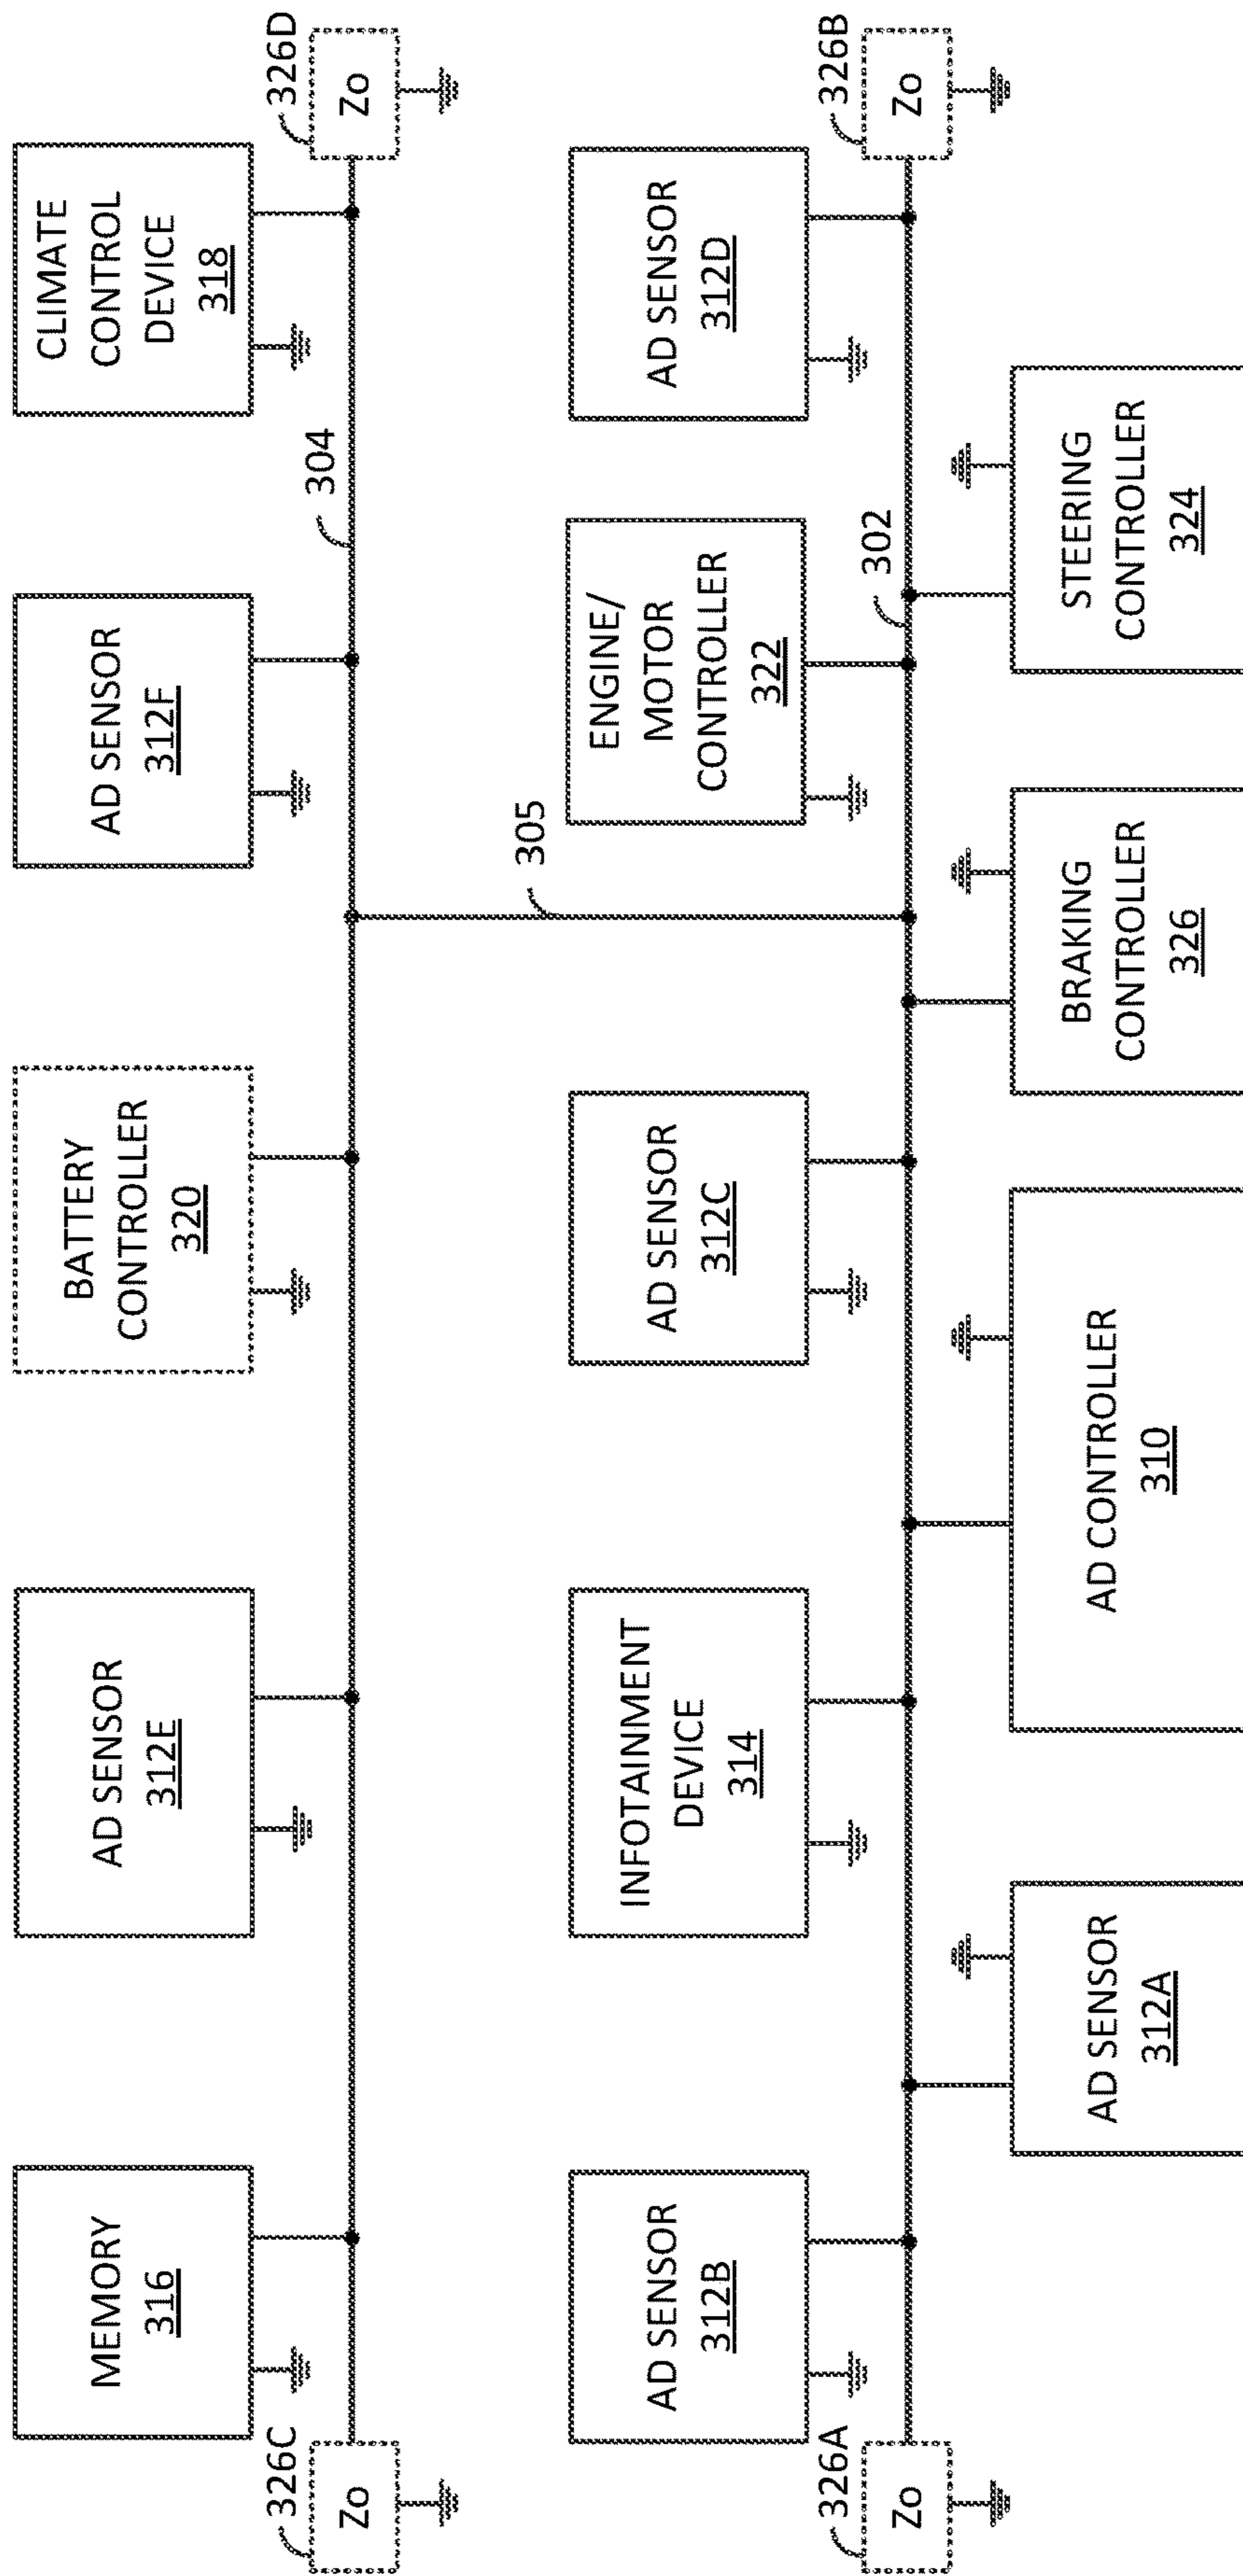 326C
Zo
MEMORY
316
AD SENSOR
312E
BATTERY
CONTROLLER
320
AD SENSOR
312F
304
CLIMATE
CONTROL
DEVICE
318
326D
Zo
305
326A
Zo
AD SENSOR
312B
INFOTAINMENT
DEVICE
314
AD SENSOR
312C
ENGINE/
MOTOR
CONTROLLER
322
302
AD SENSOR
312D
326B
Zo
AD SENSOR
312A
AD CONTROLLER
310
BRAKING
CONTROLLER
326
STEERING
CONTROLLER
324